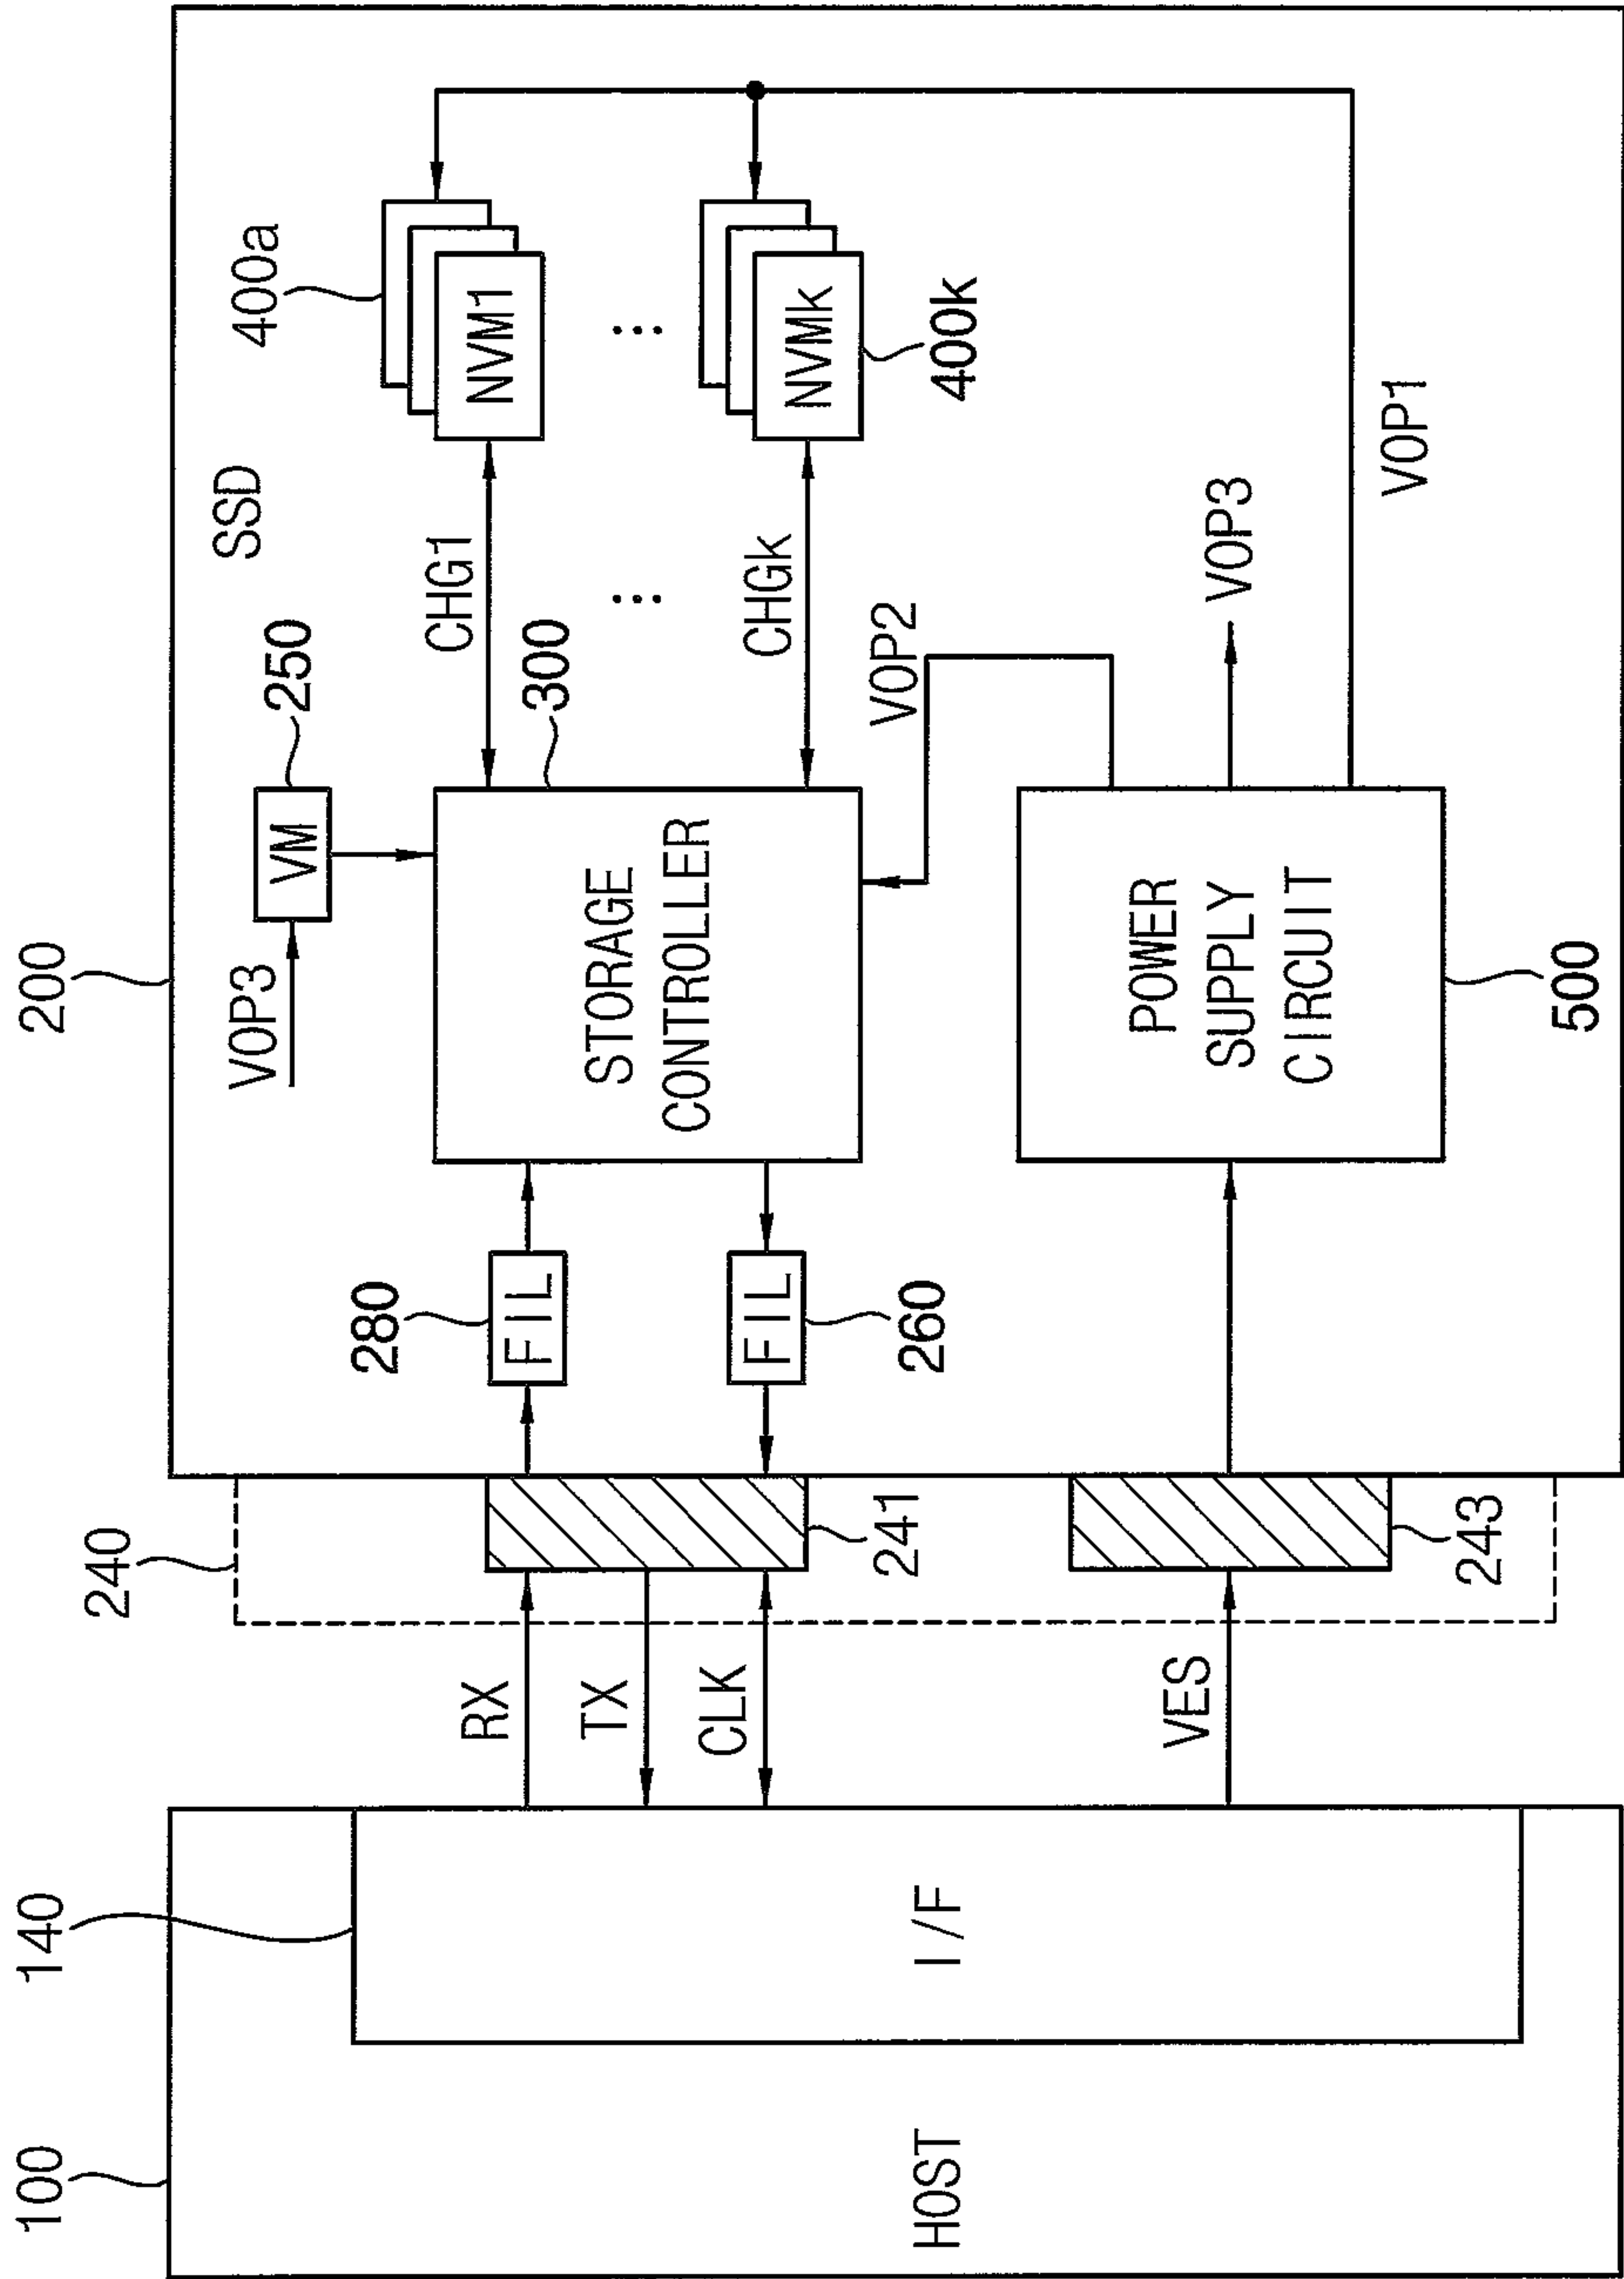 100
140
240
200
HOST
I/F
RX
TX
CLK
VES
241
243
280
FIL
FIL
260
VOP3
VM
250
SSD
STORAGE
CONTROLLER
300
CHG1
⋮
CHGk
VOP2
400a
NVM1
⋮
NVMk
400k
POWER
SUPPLY
CIRCUIT
500
VOP3
VOP1